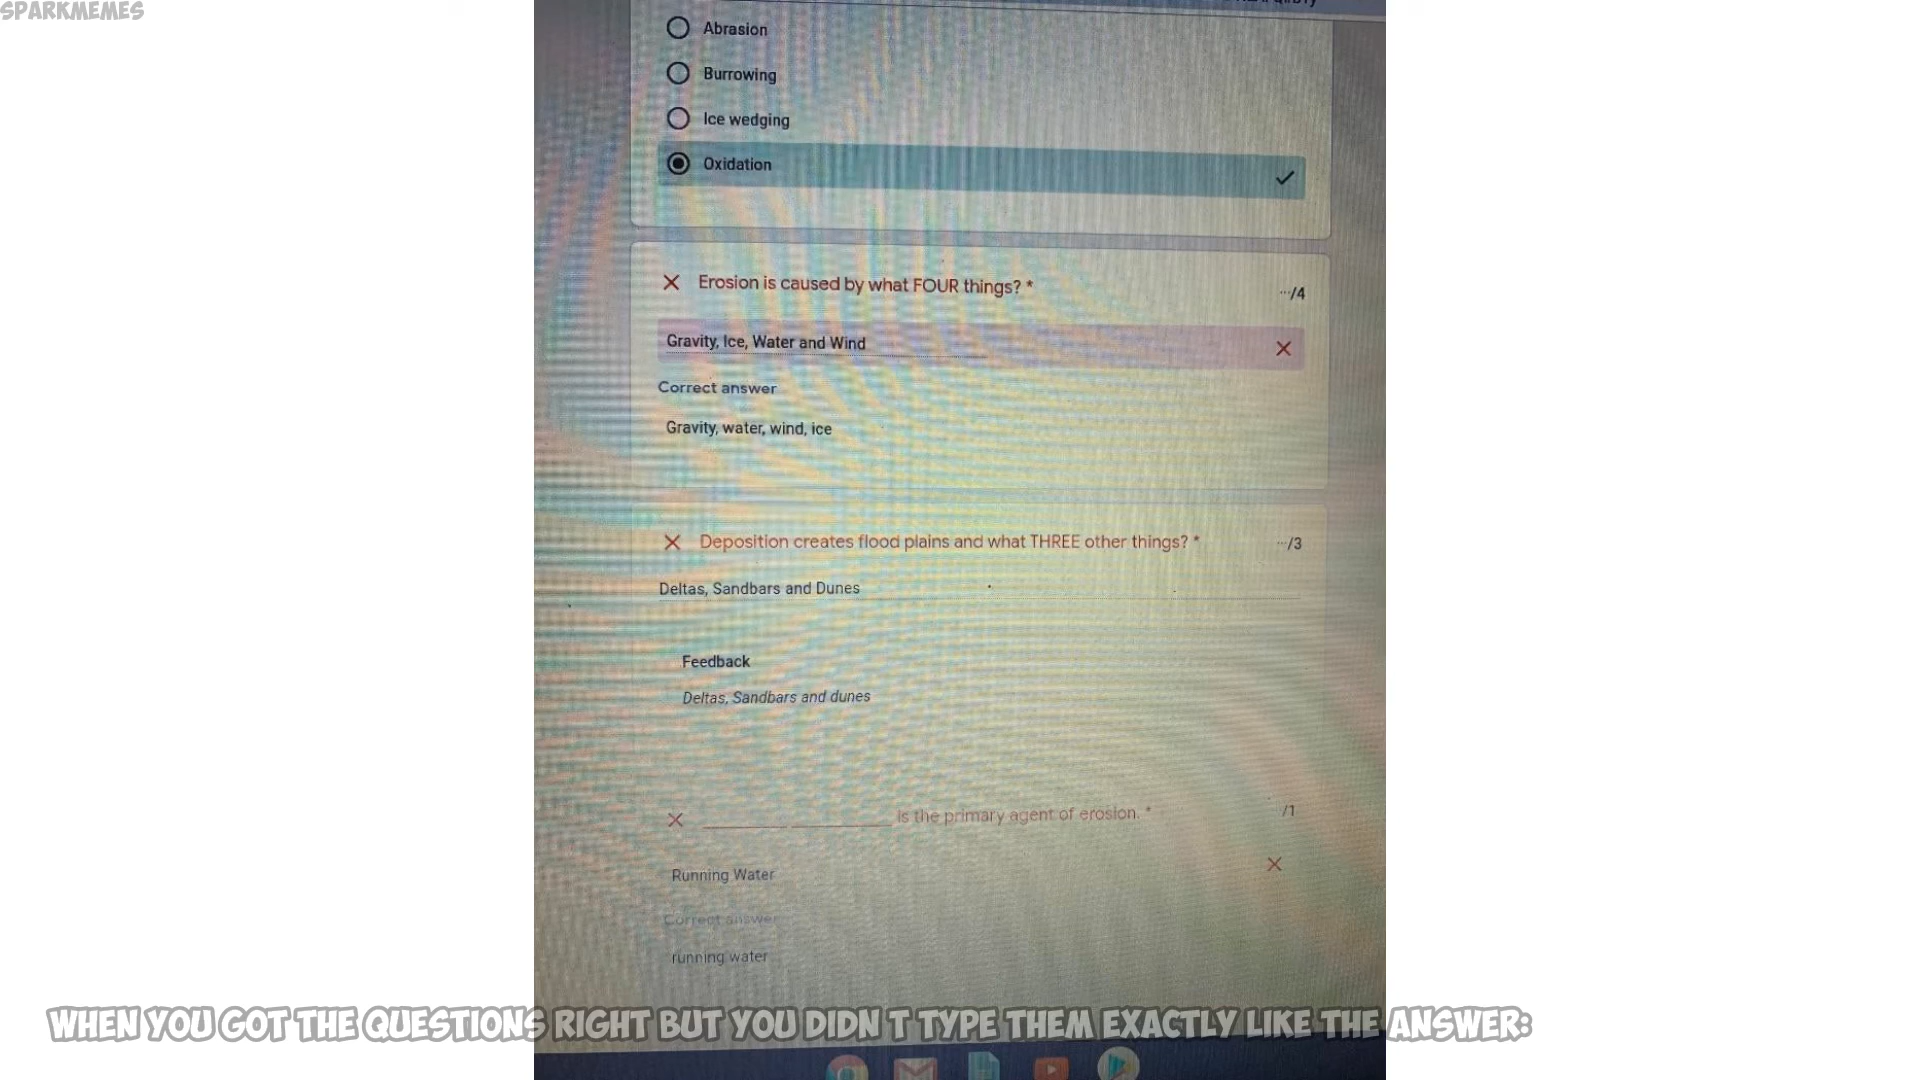 SPARKMEMES
Abrasion
Burrowing
Ice wedging
Oxidation
Erosion is caused by what FOUR things? *
···/4
Gravity, Ice, Water and Wind
Correct answer
Gravity, water, wind, ice
Deposition creates flood plains and what THREE other things? *
···/3
Deltas, Sandbars and Dunes
Feedback
Deltas, Sandbars and dunes
________ ________ is the primary agent of erosion. *
/1
Running Water
Correct answer
running water
WHEN YOU GOT THE QUESTIONS RIGHT BUT YOU DIDN T TYPE THEM EXACTLY LIKE THE ANSWER: